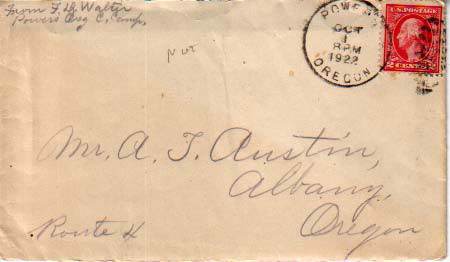 From F. D. Walter
Powers Org C. Camp.
POWERS
OCT
1
8 PM
1922
OREGON
U.S. POSTAGE
2 CENTS 2
Mr. A. T. Austin,
Albany,
Route 4
Oregon